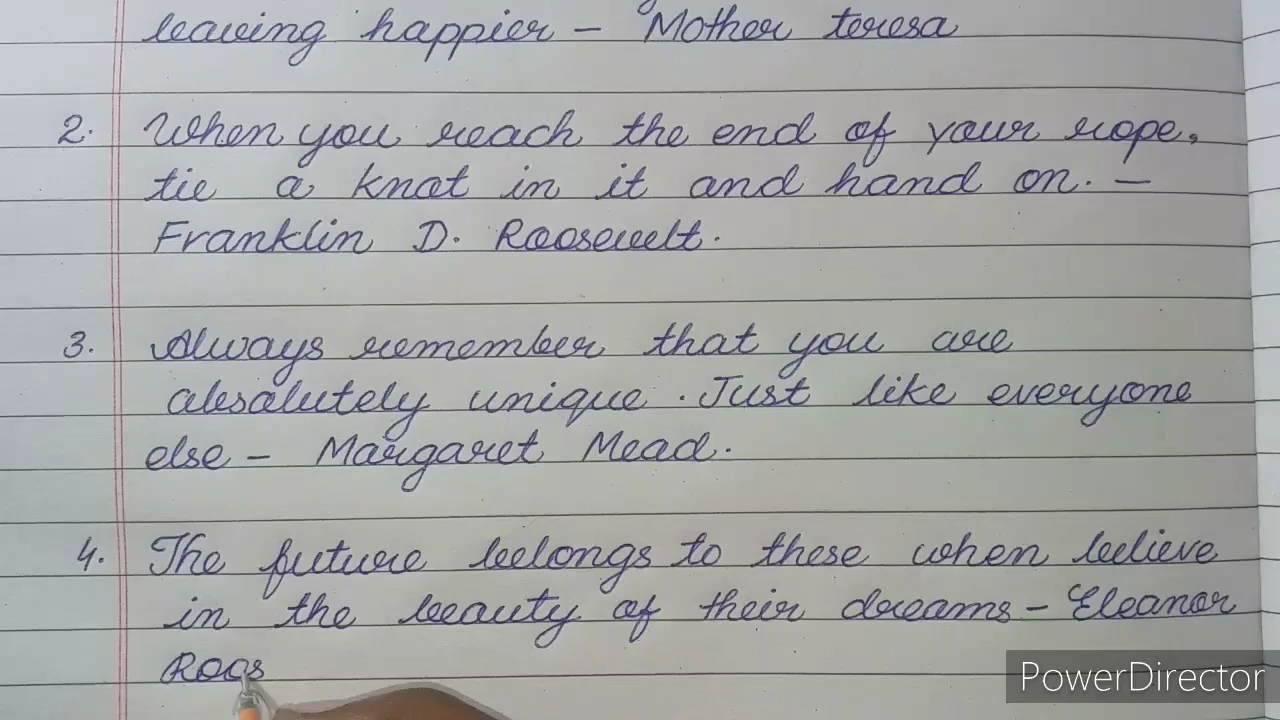 leaving happier - Mother teresa
2. When you reach the end of your rope,
tie a knot in it and hand on. -
Franklin D. Roosevelt.
3. Always remember that you are
absolutely unique. Just like everyone
else - Margaret Mead.
4. The future belongs to these when believe
in the beauty of their dreams - Eleanor
Roos
PowerDirector